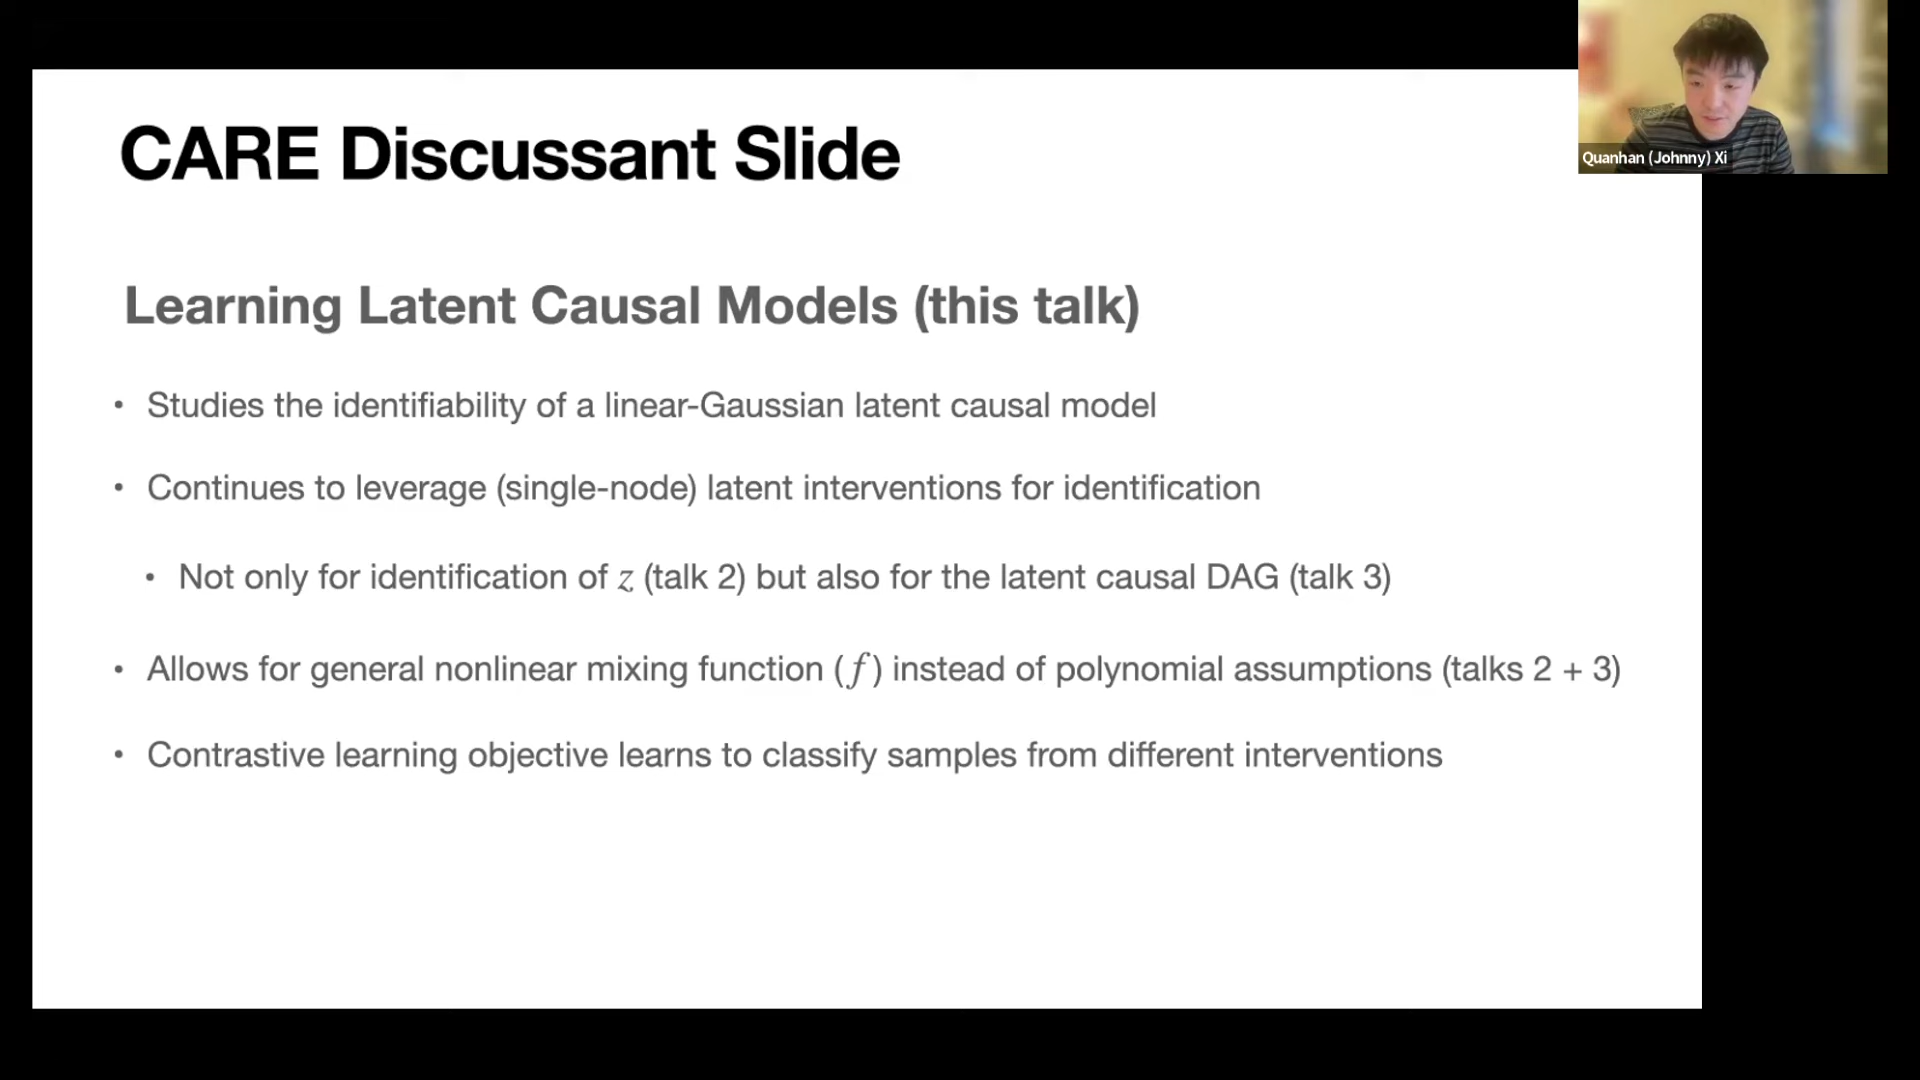 Quanhan (Johnny) Xi
CARE Discussant Slide
Learning Latent Causal Models (this talk)
• Studies the identifiability of a linear-Gaussian latent causal model
• Continues to leverage (single-node) latent interventions for identification
• Not only for identification of z (talk 2) but also for the latent causal DAG (talk 3)
• Allows for general nonlinear mixing function (f) instead of polynomial assumptions (talks 2 + 3)
• Contrastive learning objective learns to classify samples from different interventions